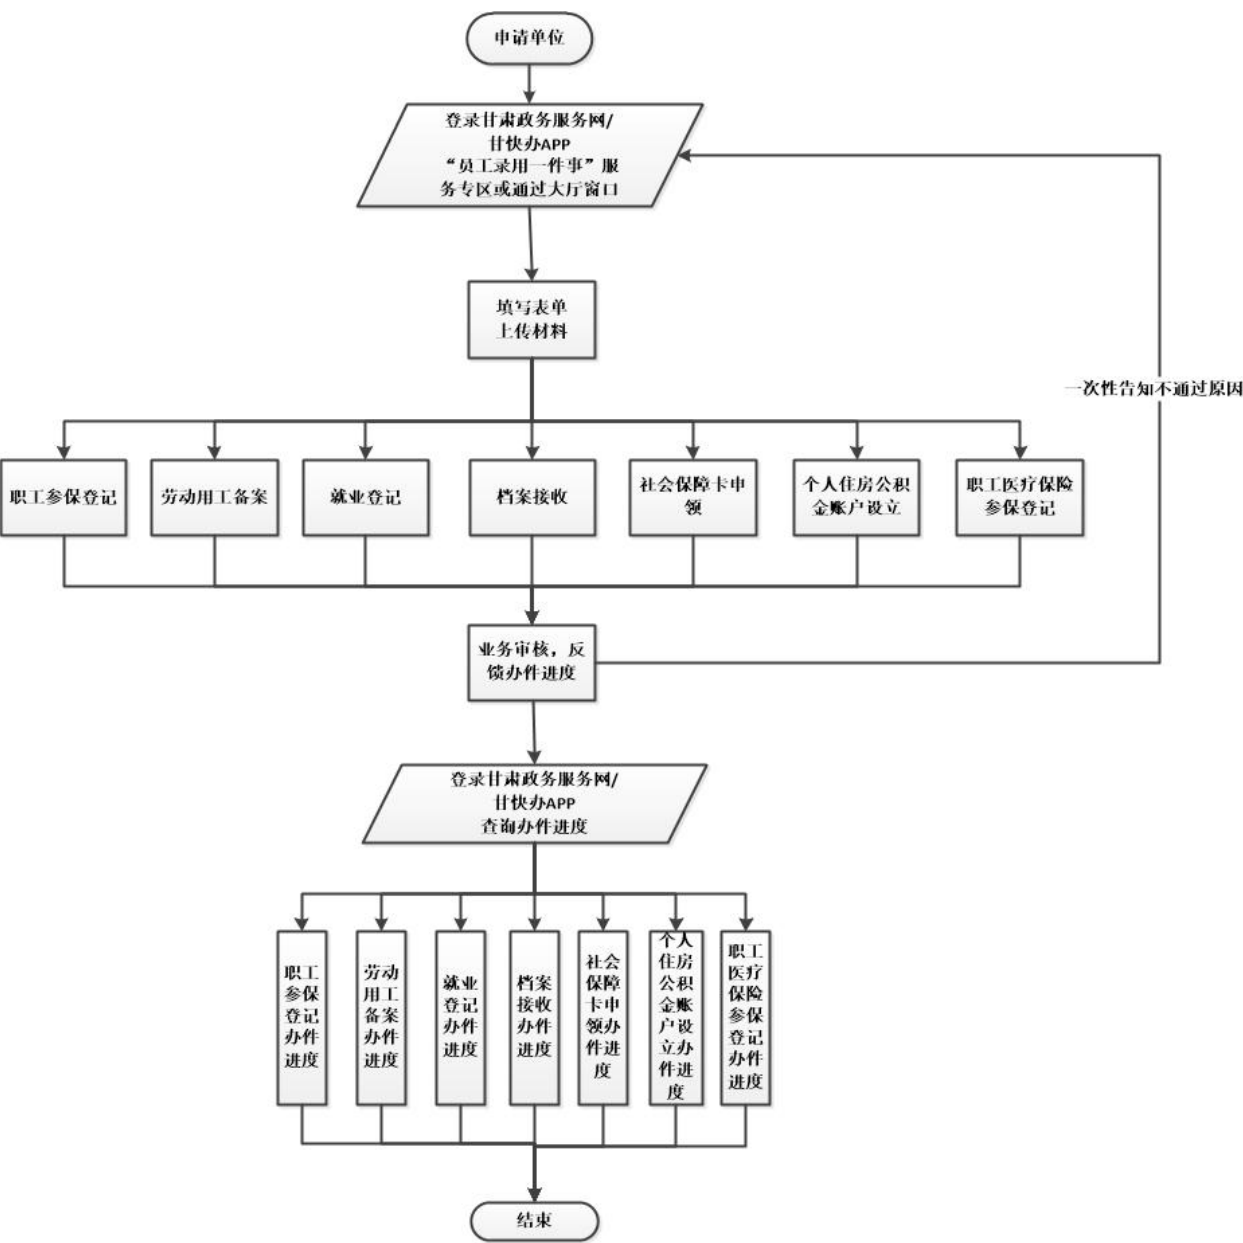 申请单位
登录甘肃政务服务网/
甘快办APP
“员工录用一件事”服
务专区或通过大厅窗口
填写表单
上传材料
一次性告知不通过原因
职工参保登记
劳动用工备案
就业登记
档案接收
社会保障卡申
领
个人住房公积
金账户设立
职工医疗保险
参保登记
业务审核，反
馈办件进度
登录甘肃政务服务网/
甘快办APP
查询办件进度
职工
参保
登记
办件
进度
劳动
用工
备案
办件
进度
就业
登记
办件
进度
档案
接收
办件
进度
社会
保障
卡申
领办
件进
度
个人
住房
公积
金账
户设
立办
件进
度
职工
医疗
保险
参保
登记
办件
进度
结束